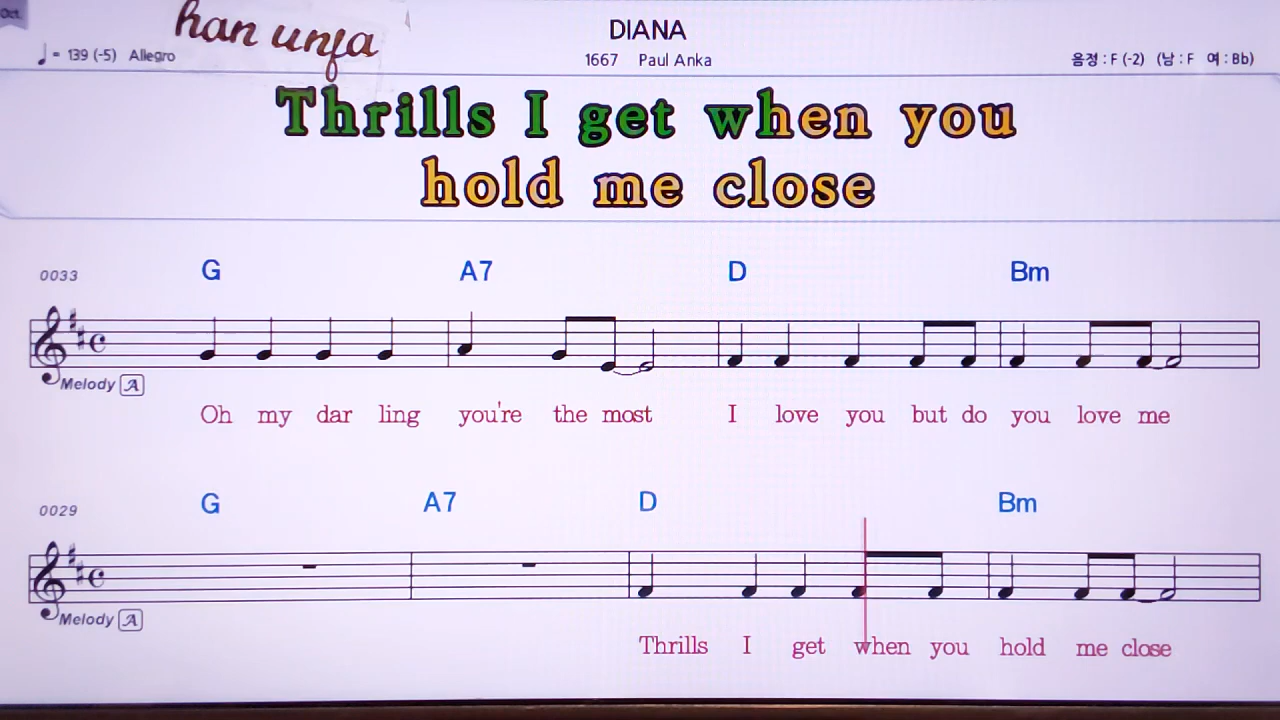 Oct.
han unja
DIANA
♩ = 139 (-5) Allegro
1667 Paul Anka
음정 : F (-2) (남 : F 여 : Bb)
Thrills I get when you
hold me close
0033 G A7 D Bm
Melody A
Oh my dar ling you're the most I love you but do you love me
0029 G A7 D Bm
Melody A
Thrills I get when you hold me close